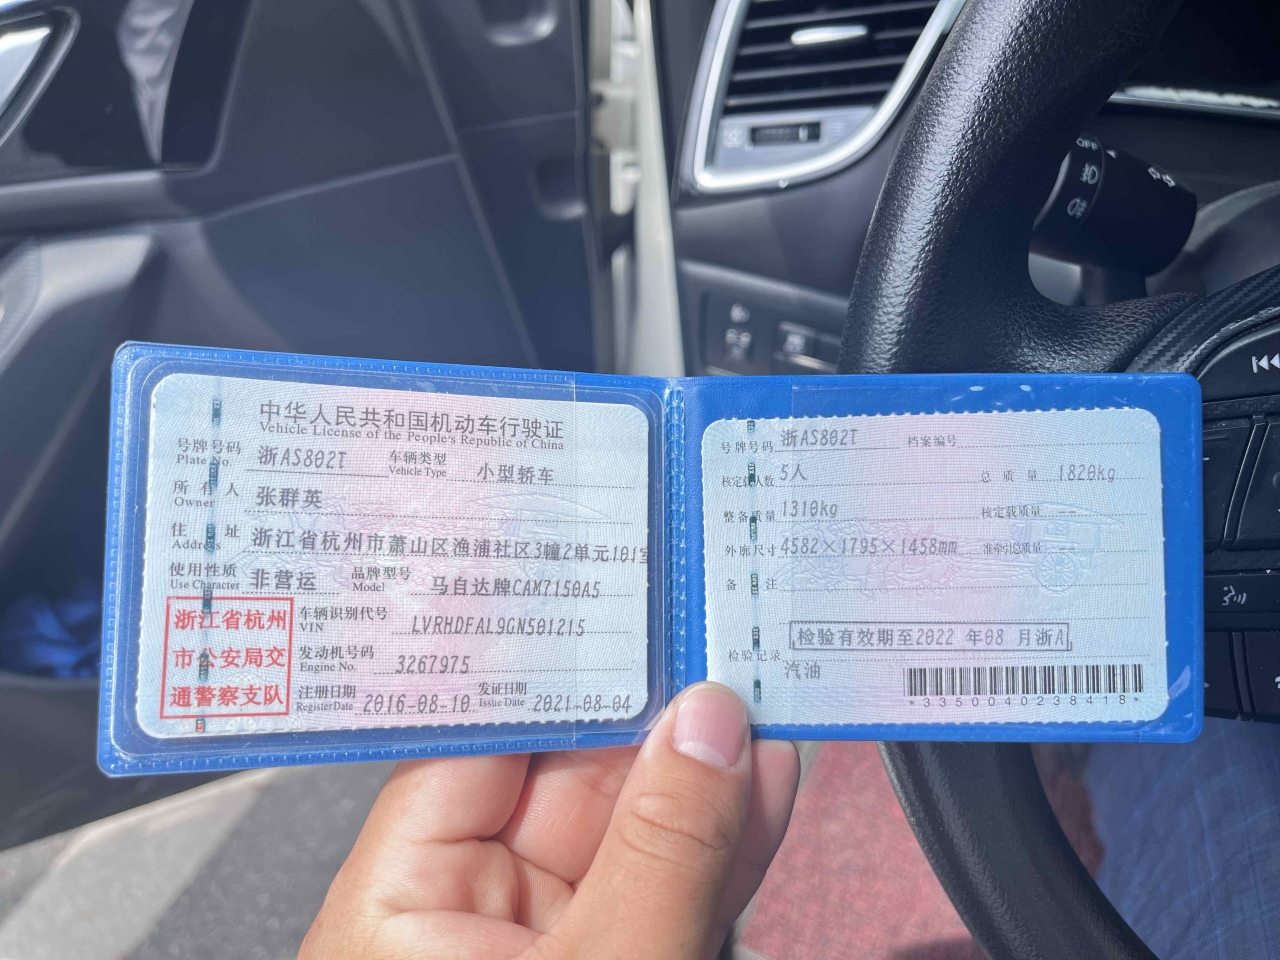 中华人民共和国机动车行驶证
Vehicle License of the People's Republic of China
号牌号码 Plate No. 浙AS802T 车辆类型 Vehicle Type 小型轿车
所有人 Owner 张群英
住址 Address 浙江省杭州市萧山区渔浦社区3幢2单元101室
使用性质 Use Character 非营运 品牌型号 Model 马自达牌CAM7150A5
浙江省杭州
市公安局交
通警察支队
车辆识别代号 VIN LVRHDFAL9GN501215
发动机号码 Engine No. 3267975
注册日期 Register Date 2016-08-10 发证日期 Issue Date 2021-08-04
号牌号码 浙AS802T 档案编号
核定载人数 5人 总质量 1820kg
整备质量 1310kg 核定载质量 --
外廓尺寸 4582×1795×1458mm 准牵引总质量 --
备注
检验有效期至2022 年08 月浙A
检验记录
汽油
*3350040238418*
OFF